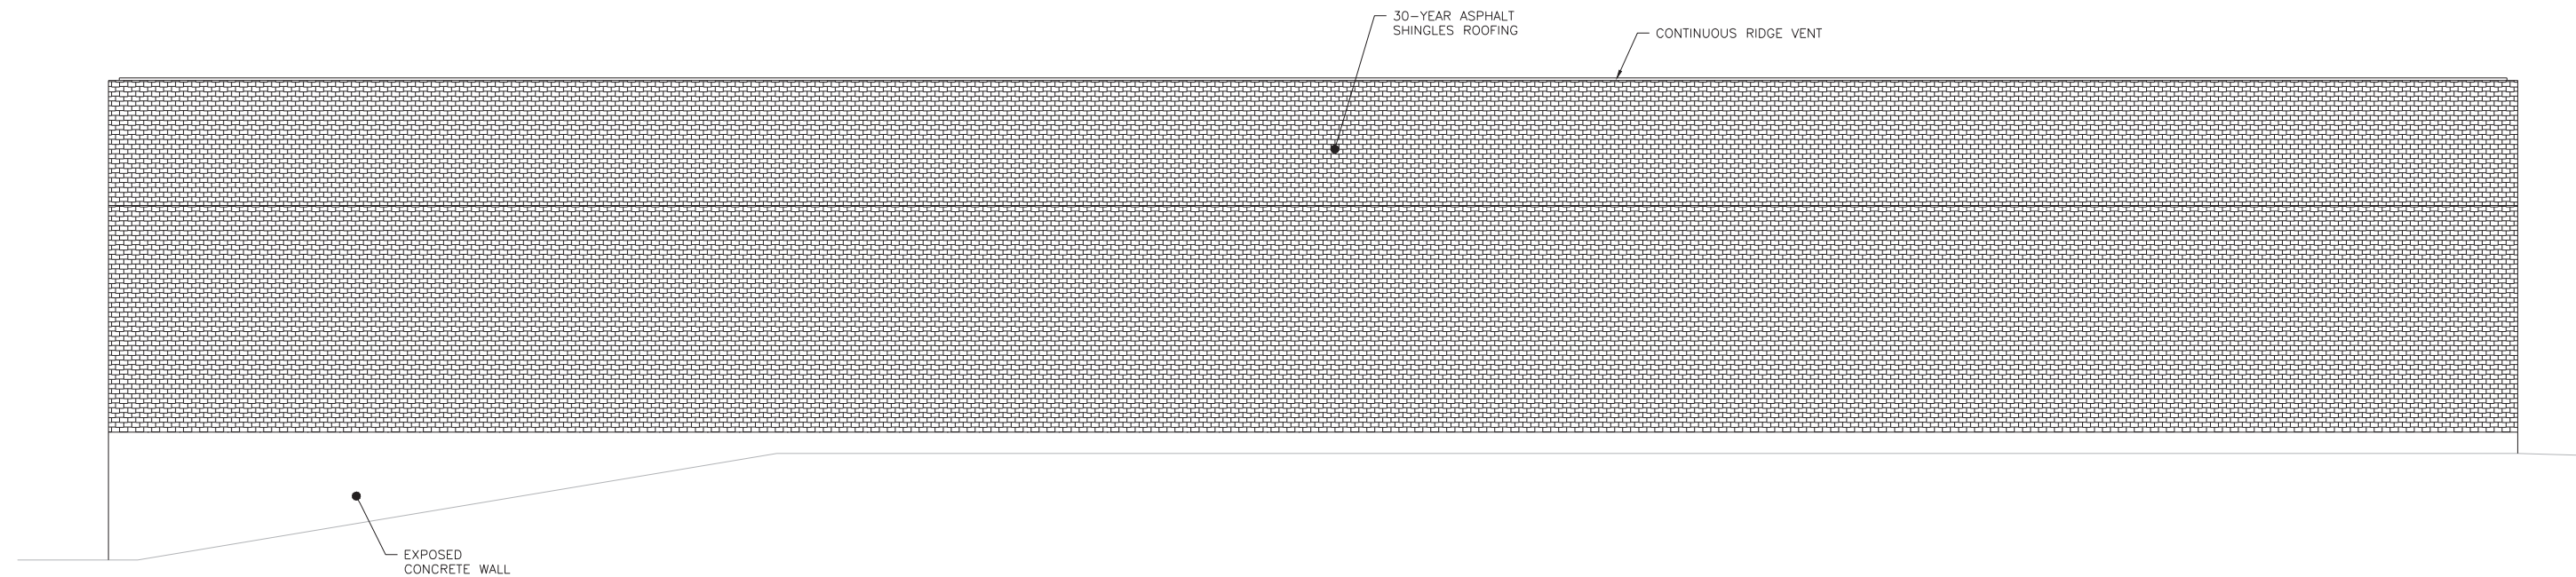 30-YEAR ASPHALT
SHINGLES ROOFING
CONTINUOUS RIDGE VENT
EXPOSED
CONCRETE WALL